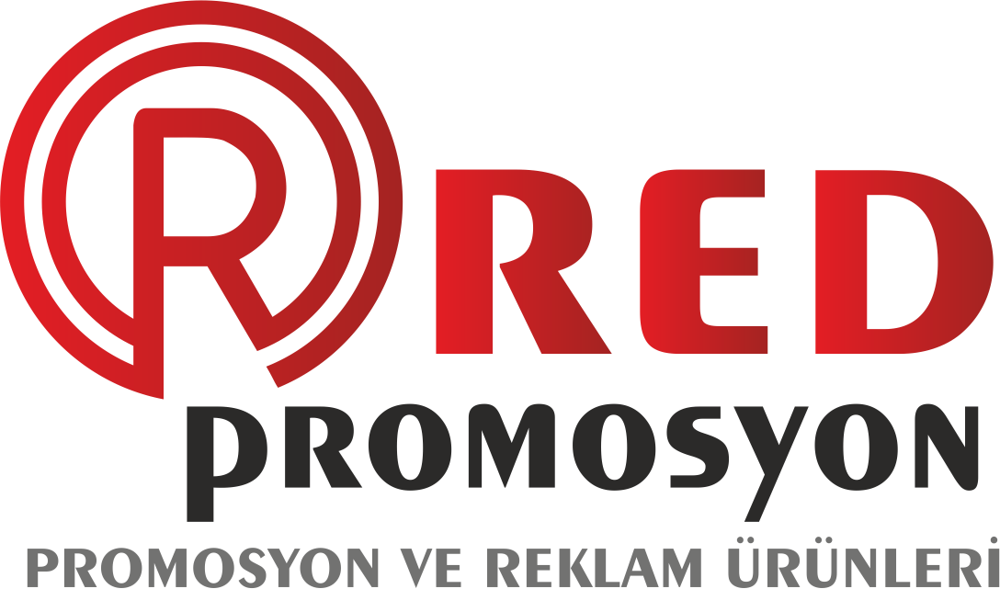 R
RED
PROMOSYON
PROMOSYON VE REKLAM ÜRÜNLERİ